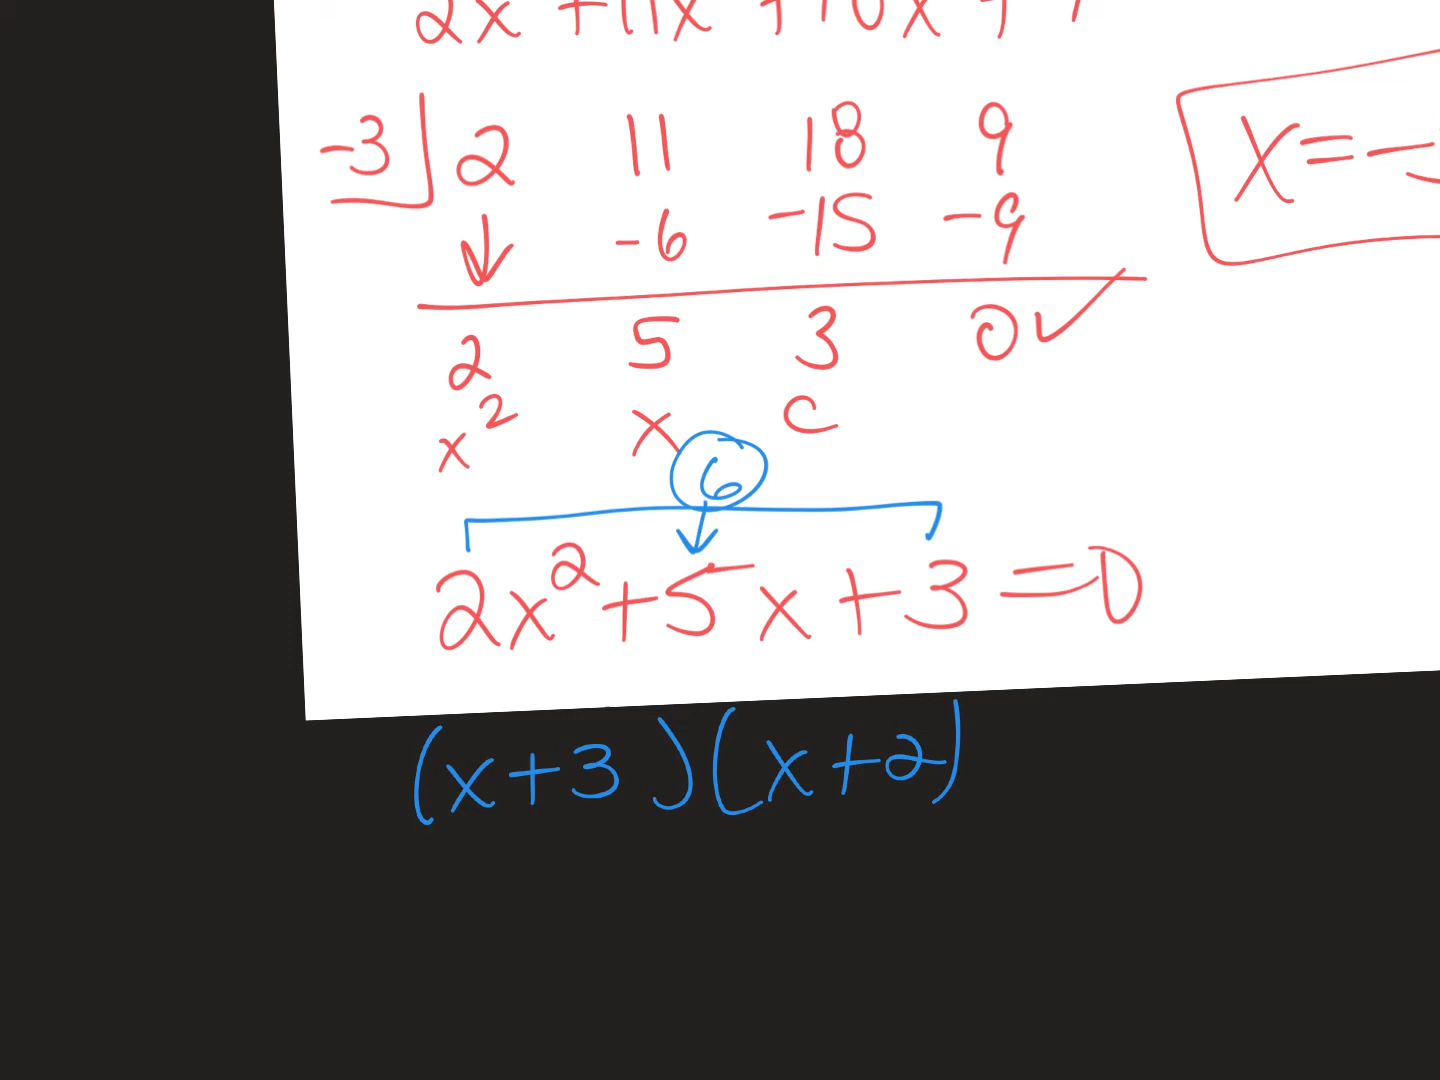 -3 2 11 18 9
-6 -15 -9
2 5 3 0✓
x² x c
6
2x²+5x+3=0
(x+3)(x+2)
x=-